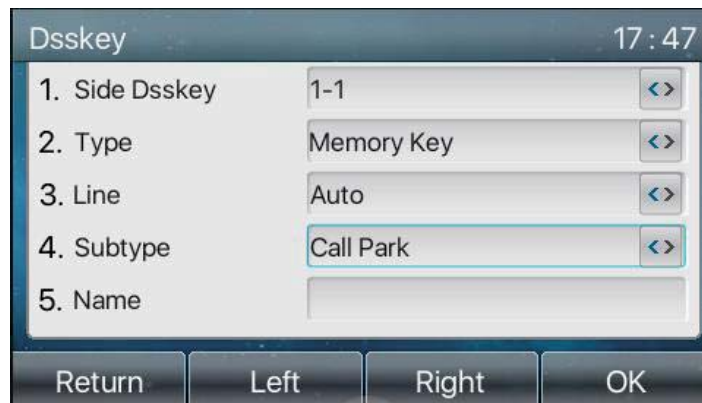 Dsskey 17:47
1. Side Dsskey 1-1
2. Type Memory Key
3. Line Auto
4. Subtype Call Park
5. Name
Return Left Right OK